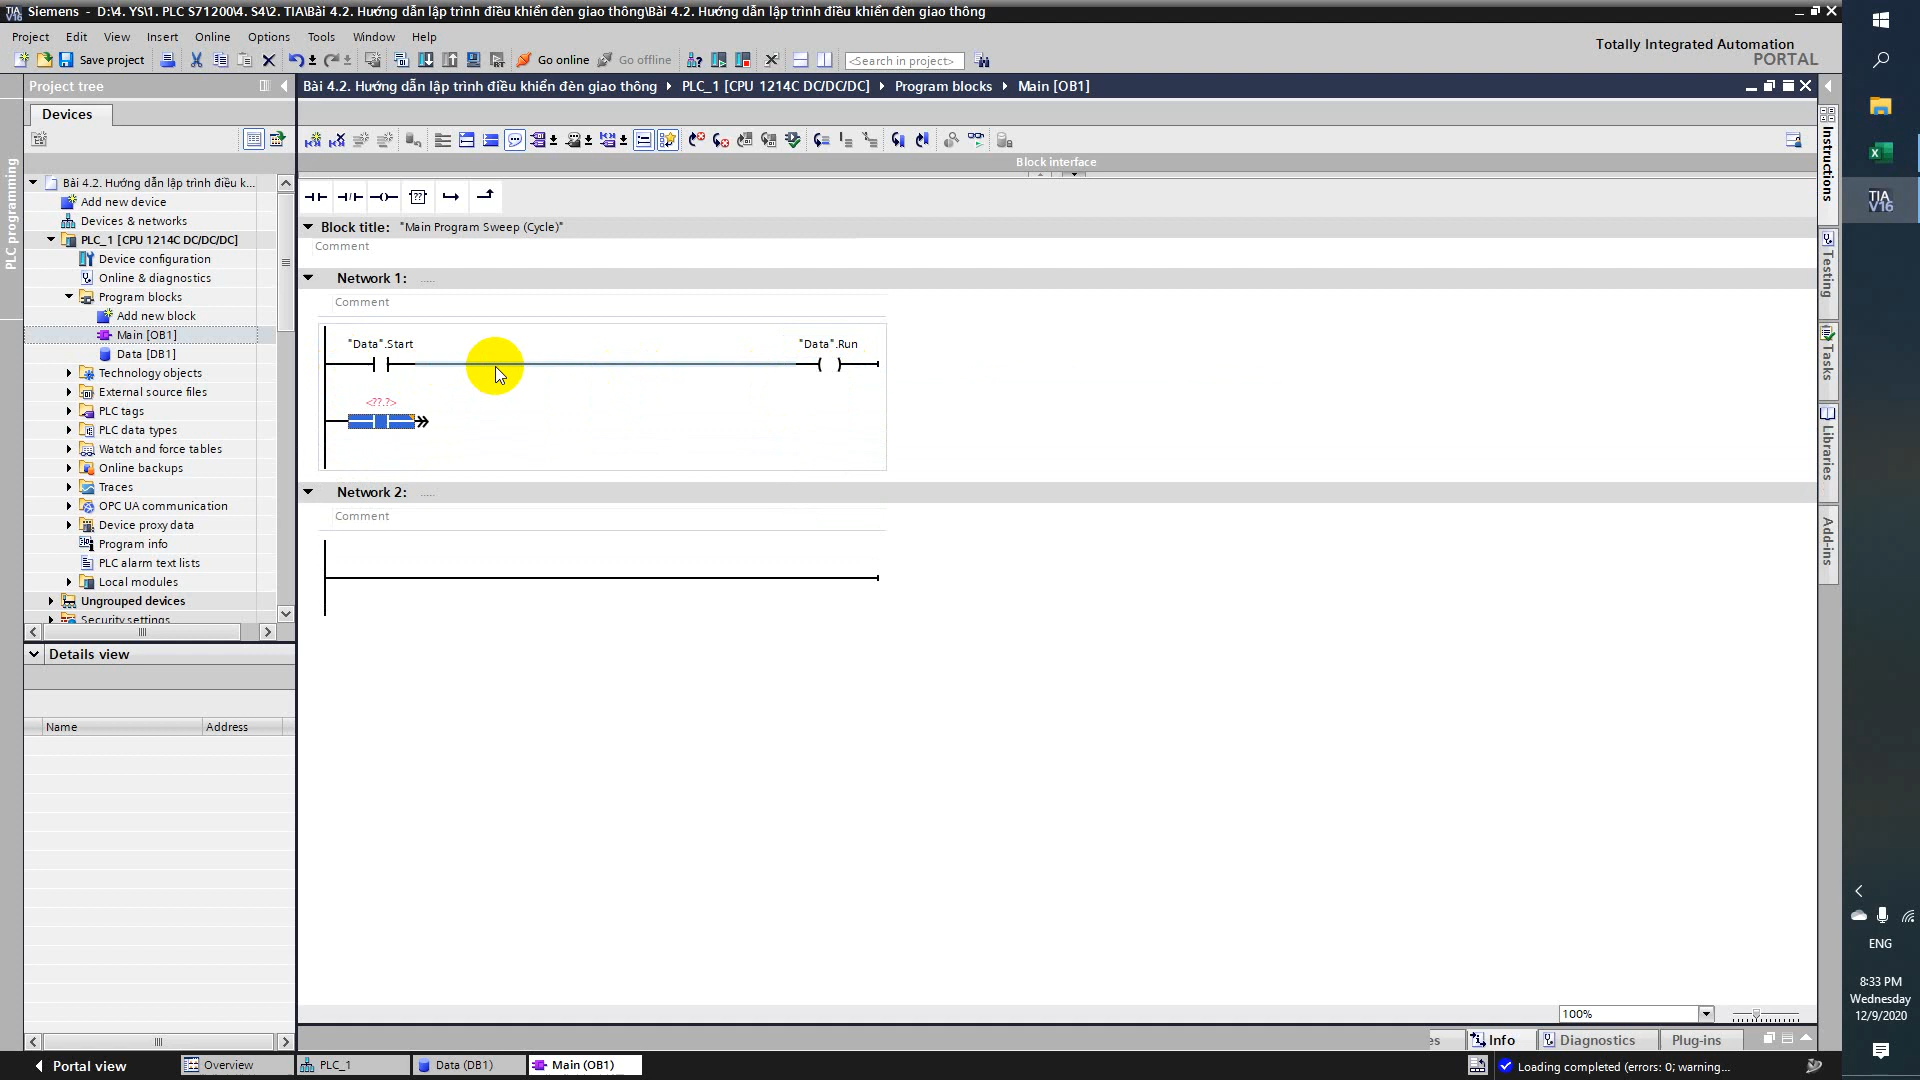 Siemens - D:\4. YS\1. PLC S71200\4. S4\2. TIA\Bài 4.2. Hướng dẫn lập trình điều khiển đèn giao thông\Bài 4.2. Hướng dẫn lập trình điều khiển đèn giao thông
Project Edit View Insert Online Options Tools Window Help
Totally Integrated Automation
PORTAL
Save project
Go online
Go offline
<Search in project>
Project tree
Bài 4.2. Hướng dẫn lập trình điều khiển đèn giao thông
PLC_1 [CPU 1214C DC/DC/DC]
Program blocks
Main [OB1]
Devices
PLC programming
Block interface
Bài 4.2. Hướng dẫn lập trình điều k...
Add new device
Devices & networks
PLC_1 [CPU 1214C DC/DC/DC]
Device configuration
Online & diagnostics
Program blocks
Add new block
Main [OB1]
Data [DB1]
Technology objects
External source files
PLC tags
PLC data types
Watch and force tables
Online backups
Traces
OPC UA communication
Device proxy data
Program info
PLC alarm text lists
Local modules
Ungrouped devices
Security settings
Details view
Name Address
??
Block title: "Main Program Sweep (Cycle)"
Comment
Network 1: .....
Comment
"Data".Start
"Data".Run
<??.?>
Network 2: .....
Comment
100%
Info
Diagnostics
Plug-ins
Instructions
Testing
Tasks
Libraries
Add-ins
Portal view
Overview
PLC_1
Data (DB1)
Main (OB1)
Loading completed (errors: 0; warning...
TIA
V16
ENG
8:33 PM
Wednesday
12/9/2020